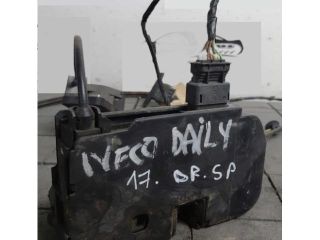 IVECO DAILY
17. DR. SP